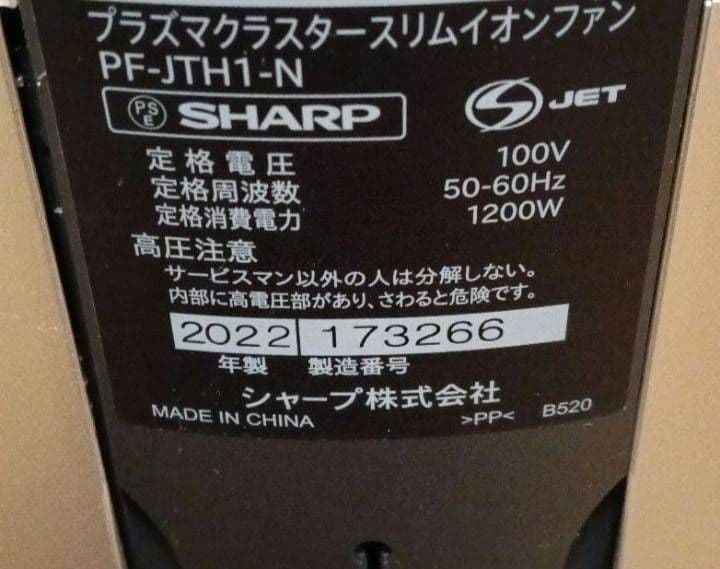 プラズマクラスタースリムイオンファン
PF-JTH1-N
PSE SHARP S JET
定格電圧 100V
定格周波数 50-60Hz
定格消費電力 1200W
高圧注意
サービスマン以外の人は分解しない。
内部に高電圧部があり、さわると危険です。
2022 173266
年製 製造番号
シャープ株式会社
MADE IN CHINA >PP< B520